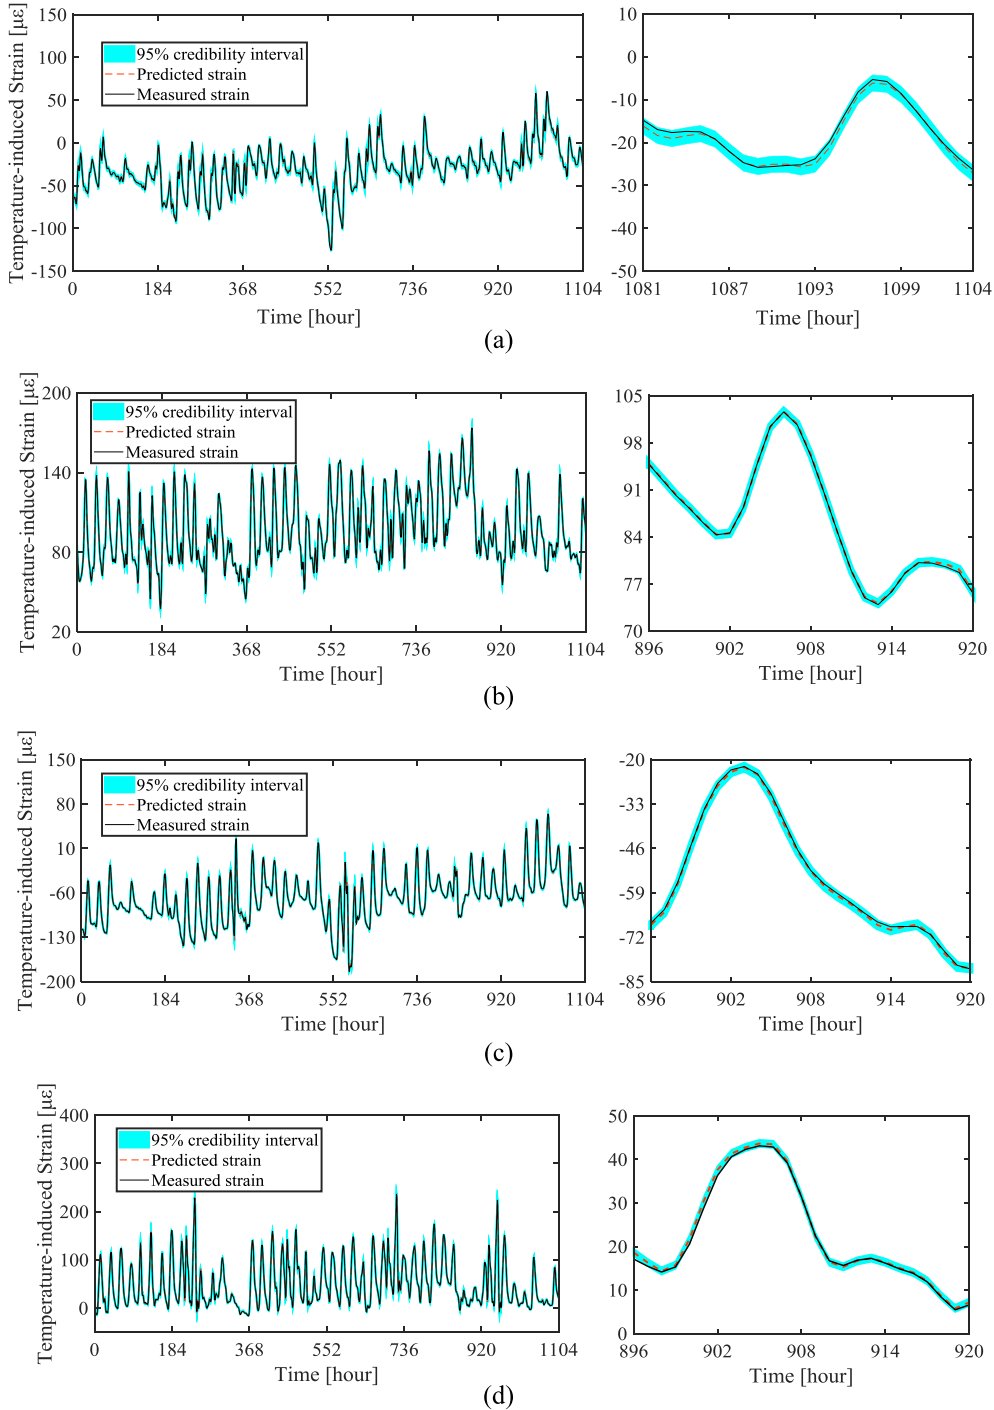 Temperature-induced Strain [με]
150
100
50
0
-50
-100
-150
95% credibility interval
Predicted strain
Measured strain
0 184 368 552 736 920 1104
Time [hour]
10
0
-10
-20
-30
-40
-50
1081 1087 1093 1099 1104
Time [hour]
(a)
Temperature-induced Strain [με]
200
140
80
20
95% credibility interval
Predicted strain
Measured strain
0 184 368 552 736 920 1104
Time [hour]
105
98
91
84
77
70
896 902 908 914 920
Time [hour]
(b)
Temperature-induced Strain [με]
150
80
10
-60
-130
-200
95% credibility interval
Predicted strain
Measured strain
0 184 368 552 736 920 1104
Time [hour]
-20
-33
-46
-59
-72
-85
896 902 908 914 920
Time [hour]
(c)
Temperature-induced Strain [με]
400
300
200
100
0
95% credibility interval
Predicted strain
Measured strain
0 184 368 552 736 920 1104
Time [hour]
50
40
30
20
10
0
896 902 908 914 920
Time [hour]
(d)